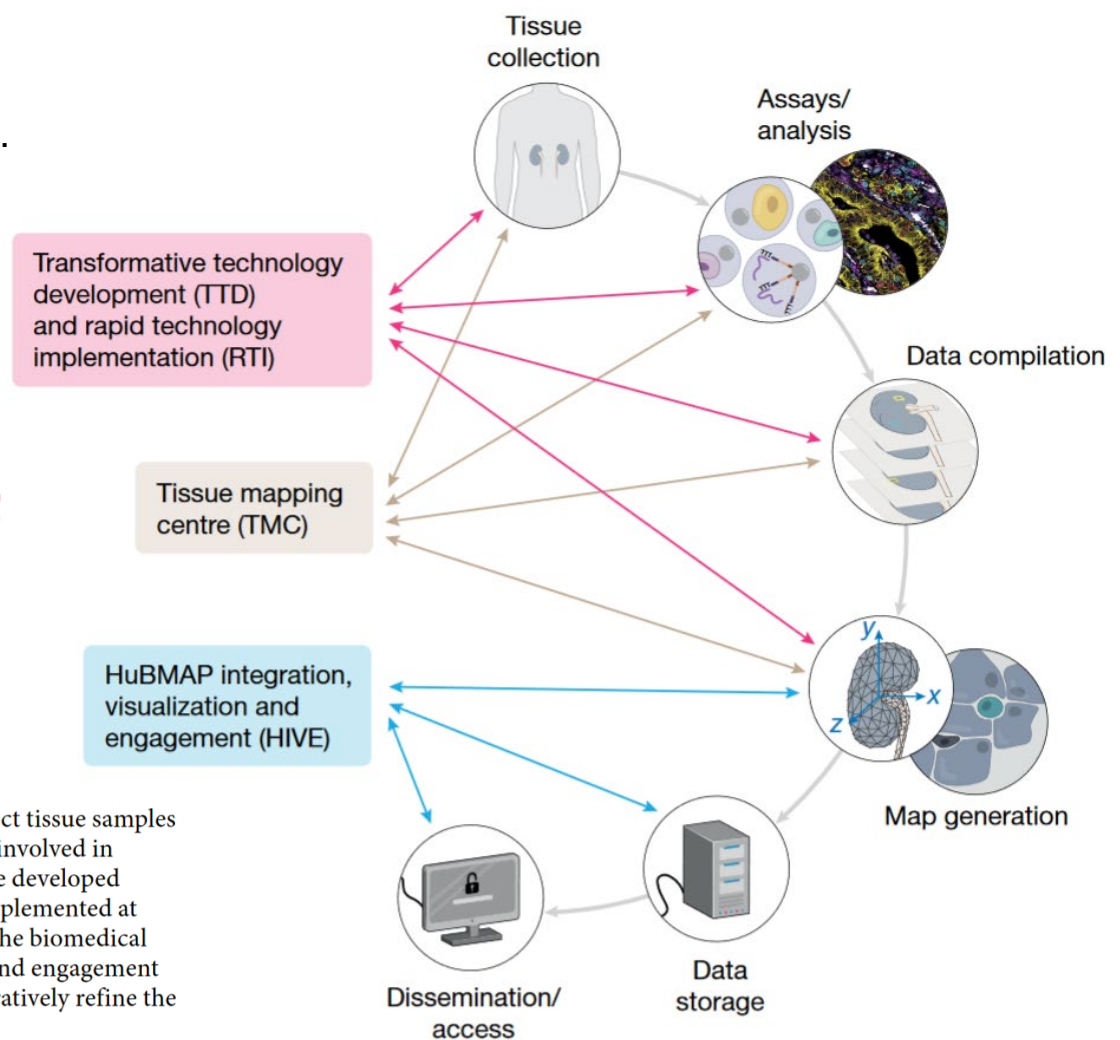 Tissue
collection
Assays/
analysis
.
Transformative technology
development (TTD)
and rapid technology
implementation (RTI)
Data compilation
Tissue mapping
centre (TMC)
HuBMAP integration,
visualization and
engagement (HIVE)
y
x
z
Map generation
Data
storage
Dissemination/
access
ct tissue samples
involved in
e developed
plemented at
he biomedical
nd engagement
ratively refine the